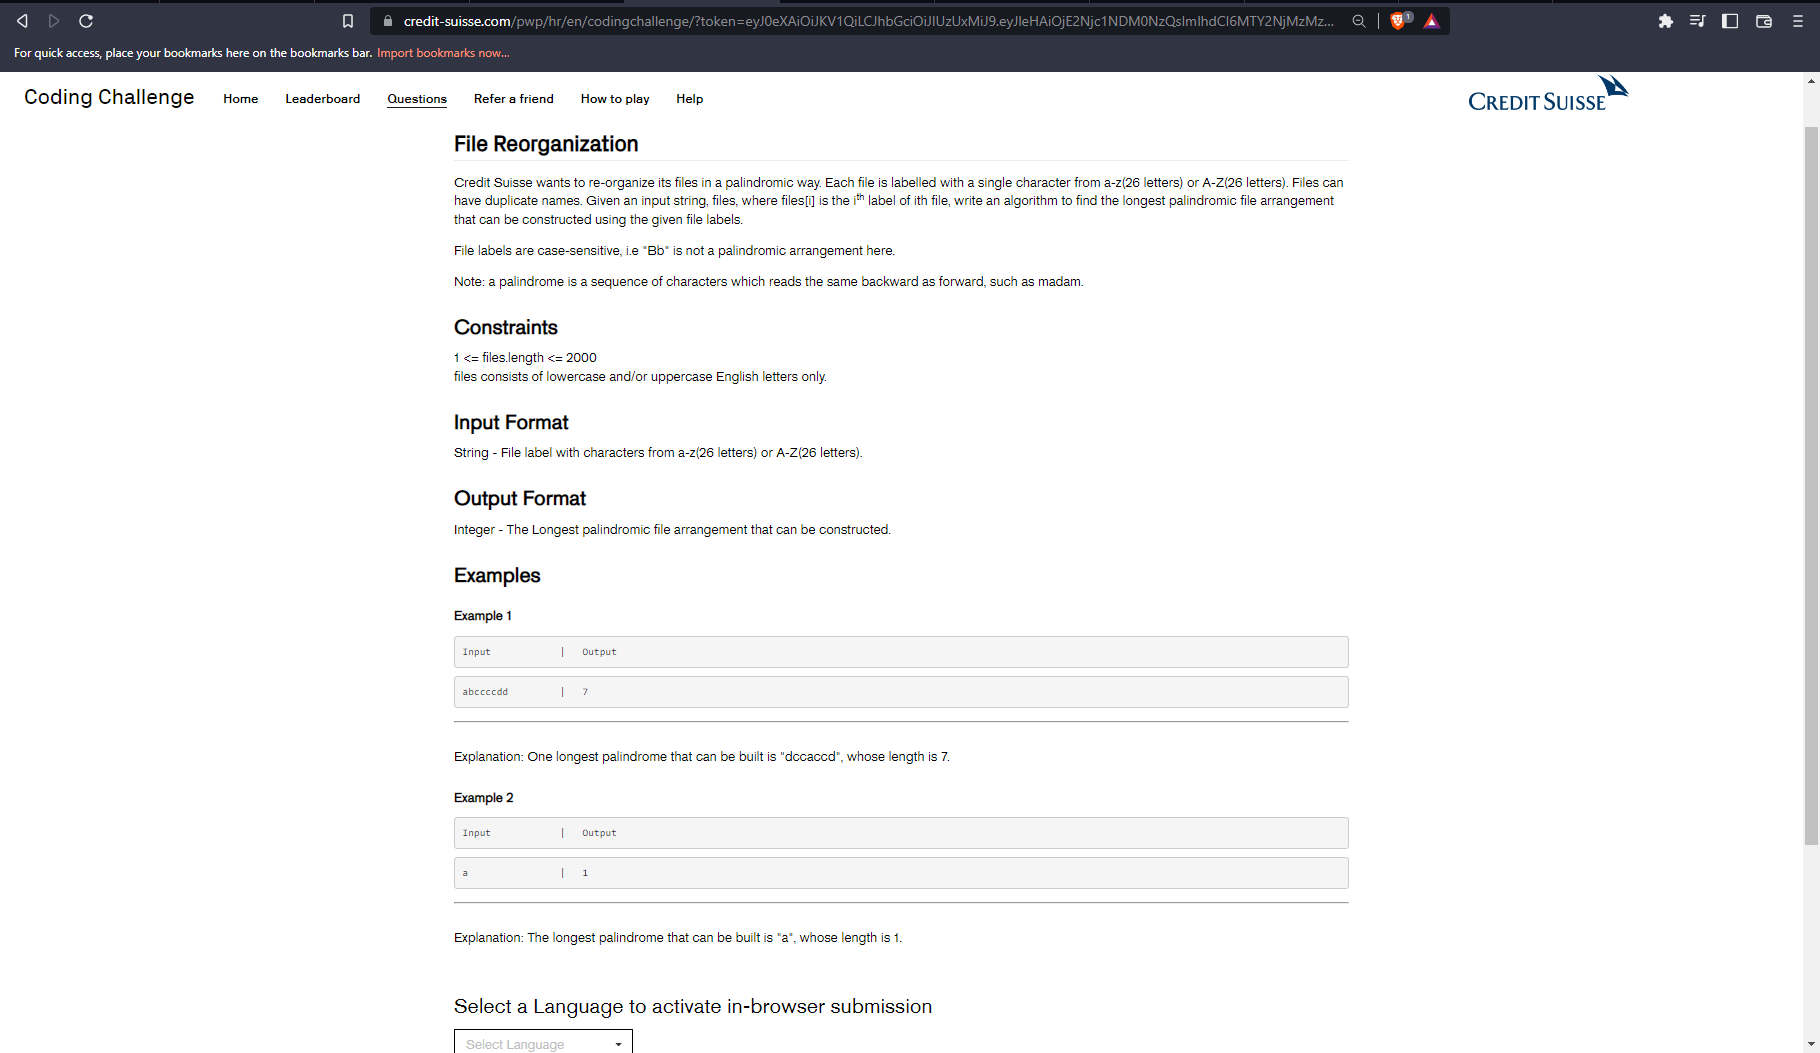 credit-suisse.com/pwp/hr/en/codingchallenge/?token=eyJ0eXAiOiJKV1QiLCJhbGciOiJIUzUxMiJ9.eyJleHAiOjE2Njc1NDM0NzQsImlhdCI6MTY2NjMzMz...
1
For quick access, place your bookmarks here on the bookmarks bar. Import bookmarks now...
Coding Challenge Home Leaderboard Questions Refer a friend How to play Help CREDIT SUISSE
File Reorganization
Credit Suisse wants to re-organize its files in a palindromic way. Each file is labelled with a single character from a-z(26 letters) or A-Z(26 letters). Files can
have duplicate names. Given an input string, files, where files[i] is the ith label of ith file, write an algorithm to find the longest palindromic file arrangement
that can be constructed using the given file labels.
File labels are case-sensitive, i.e "Bb" is not a palindromic arrangement here.
Note: a palindrome is a sequence of characters which reads the same backward as forward, such as madam.
Constraints
1 <= files.length <= 2000
files consists of lowercase and/or uppercase English letters only.
Input Format
String - File label with characters from a-z(26 letters) or A-Z(26 letters).
Output Format
Integer - The Longest palindromic file arrangement that can be constructed.
Examples
Example 1
Input | Output
abccccdd | 7
Explanation: One longest palindrome that can be built is "dccaccd", whose length is 7.
Example 2
Input | Output
a | 1
Explanation: The longest palindrome that can be built is "a", whose length is 1.
Select a Language to activate in-browser submission
Select Language